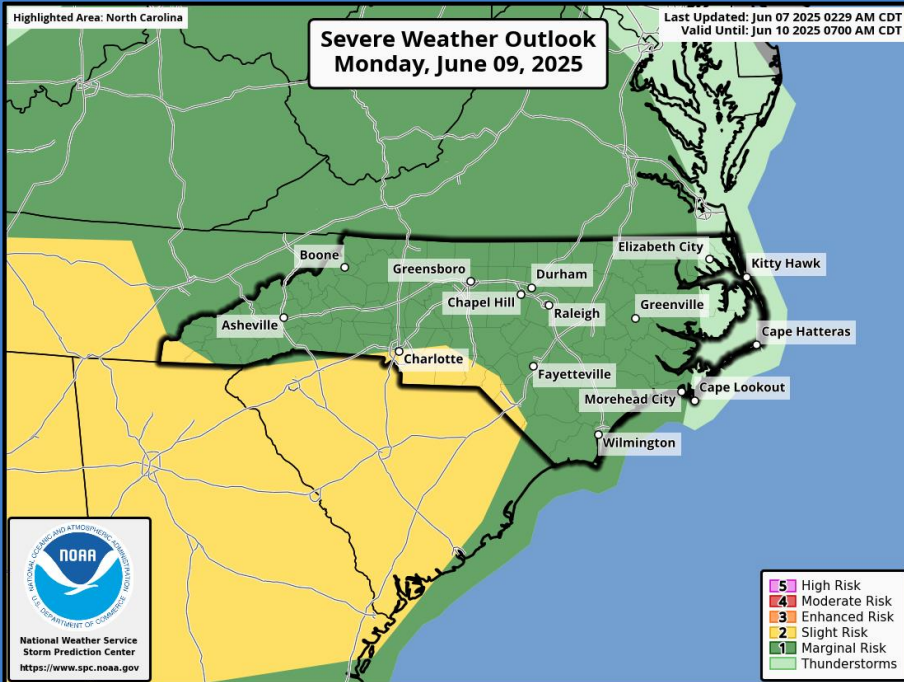 Highlighted Area: North Carolina
Last Updated: Jun 07 2025 0229 AM CDT
Valid Until: Jun 10 2025 0700 AM CDT
Severe Weather Outlook
Monday, June 09, 2025
Elizabeth City
Boone
Kitty Hawk
Greensboro
Durham
Chapel Hill
Greenville
Raleigh
Asheville
Cape Hatteras
Charlotte
Fayetteville
Cape Lookout
Morehead City
Wilmington
NATIONAL OCEANIC AND ATMOSPHERIC ADMINISTRATION
NOAA
U.S. DEPARTMENT OF COMMERCE
National Weather Service
Storm Prediction Center
https://www.spc.noaa.gov
5 High Risk
4 Moderate Risk
3 Enhanced Risk
2 Slight Risk
1 Marginal Risk
Thunderstorms